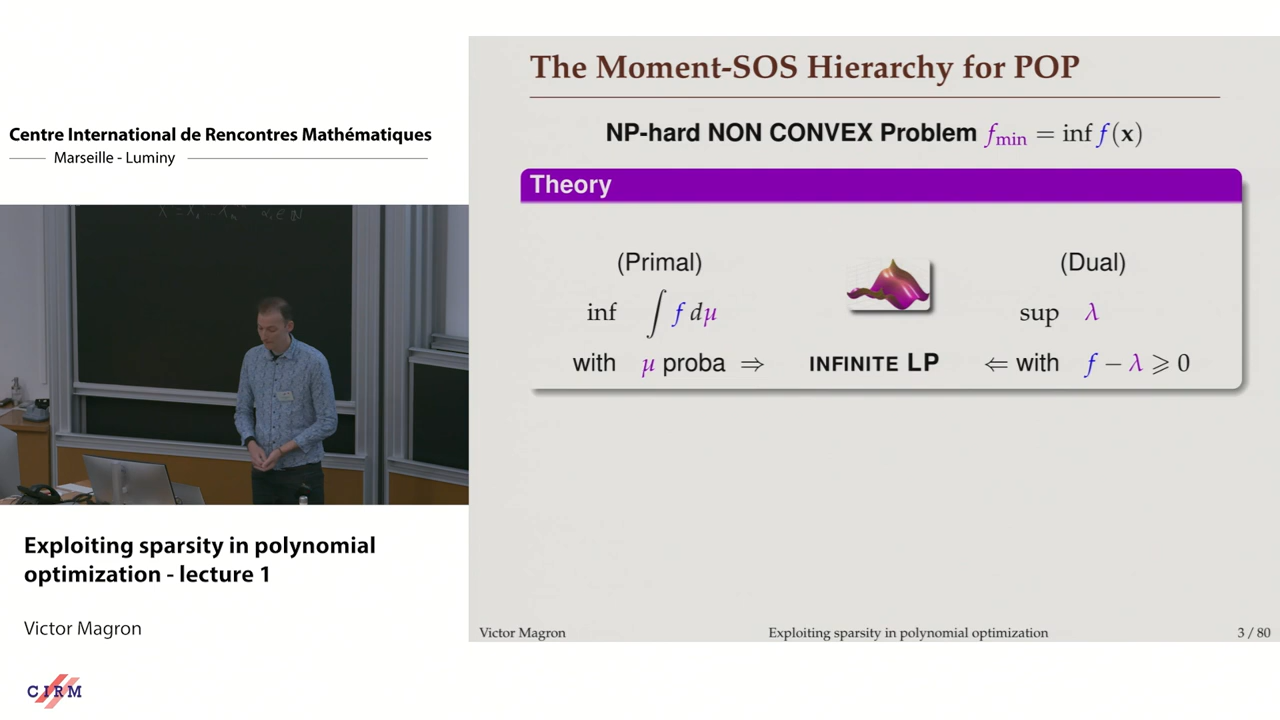 Centre International de Rencontres Mathématiques
Marseille - Luminy
Exploiting sparsity in polynomial
optimization - lecture 1
Victor Magron
CIRM
The Moment-SOS Hierarchy for POP
NP-hard NON CONVEX Problem f_min = inf f(x)
Theory
(Primal) (Dual)
inf ∫ f dμ sup λ
with μ proba ⇒ INFINITE LP ⇐ with f − λ ⩾ 0
Victor Magron Exploiting sparsity in polynomial optimization 3 / 80